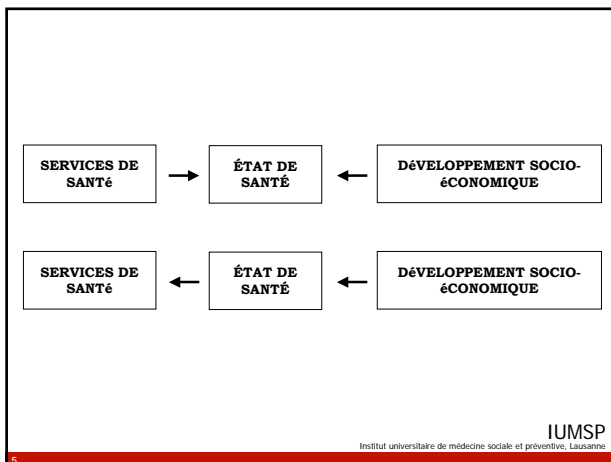 SERVICES DE
SANTé
ÉTAT DE
SANTÉ
DéVELOPPEMENT SOCIO-
éCONOMIQUE
SERVICES DE
SANTé
ÉTAT DE
SANTÉ
DéVELOPPEMENT SOCIO-
éCONOMIQUE
IUMSP
Institut universitaire de médecine sociale et préventive, Lausanne
5